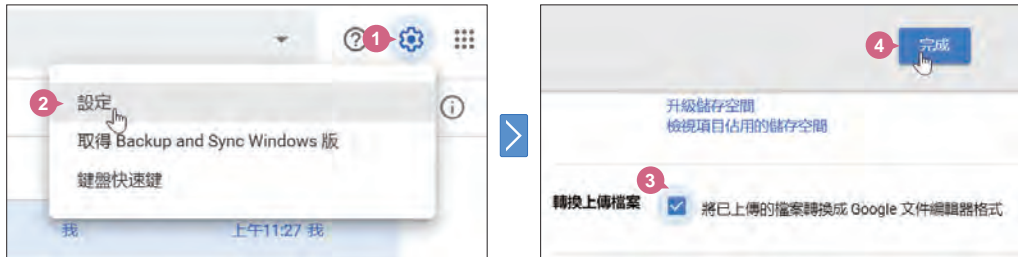 1
2
設定
取得 Backup and Sync Windows 版
鍵盤快速鍵
我
上午11:27 我
4
完成
升級儲存空間
檢視項目佔用的儲存空間
3
轉換上傳檔案
將已上傳的檔案轉換成 Google 文件編輯器格式